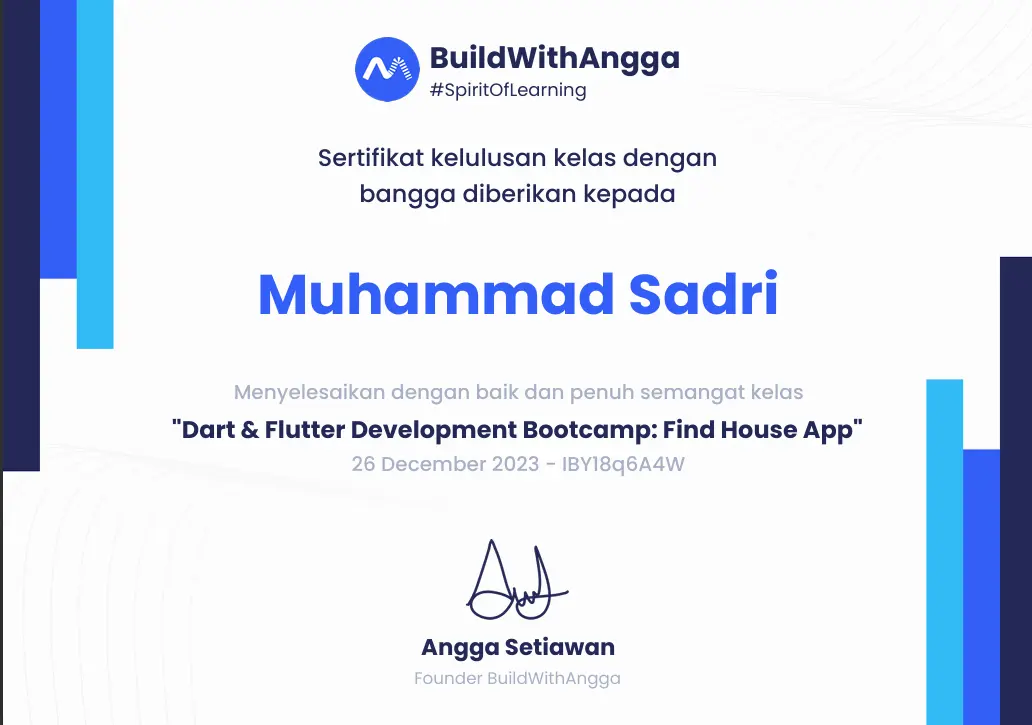 BuildWithAngga
#SpiritOfLearning
Sertifikat kelulusan kelas dengan
bangga diberikan kepada
Muhammad Sadri
Menyelesaikan dengan baik dan penuh semangat kelas
"Dart & Flutter Development Bootcamp: Find House App"
26 December 2023 - IBY18q6A4W
Angga Setiawan
Founder BuildWithAngga